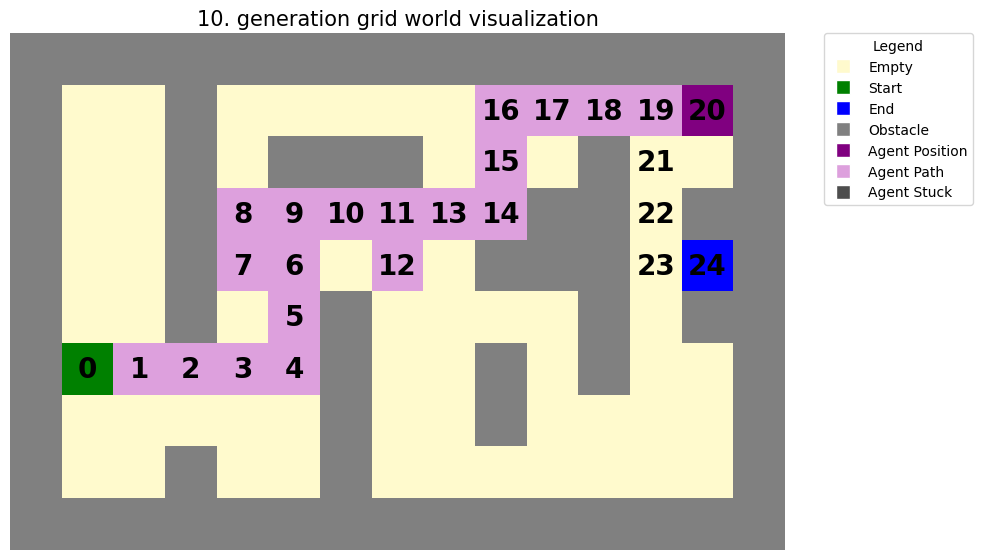 10. generation grid world visualization
16 17 18 19 20
15 21
8 9 10 11 13 14 22
7 6 12 23 24
5
0 1 2 3 4
Legend
Empty
Start
End
Obstacle
Agent Position
Agent Path
Agent Stuck